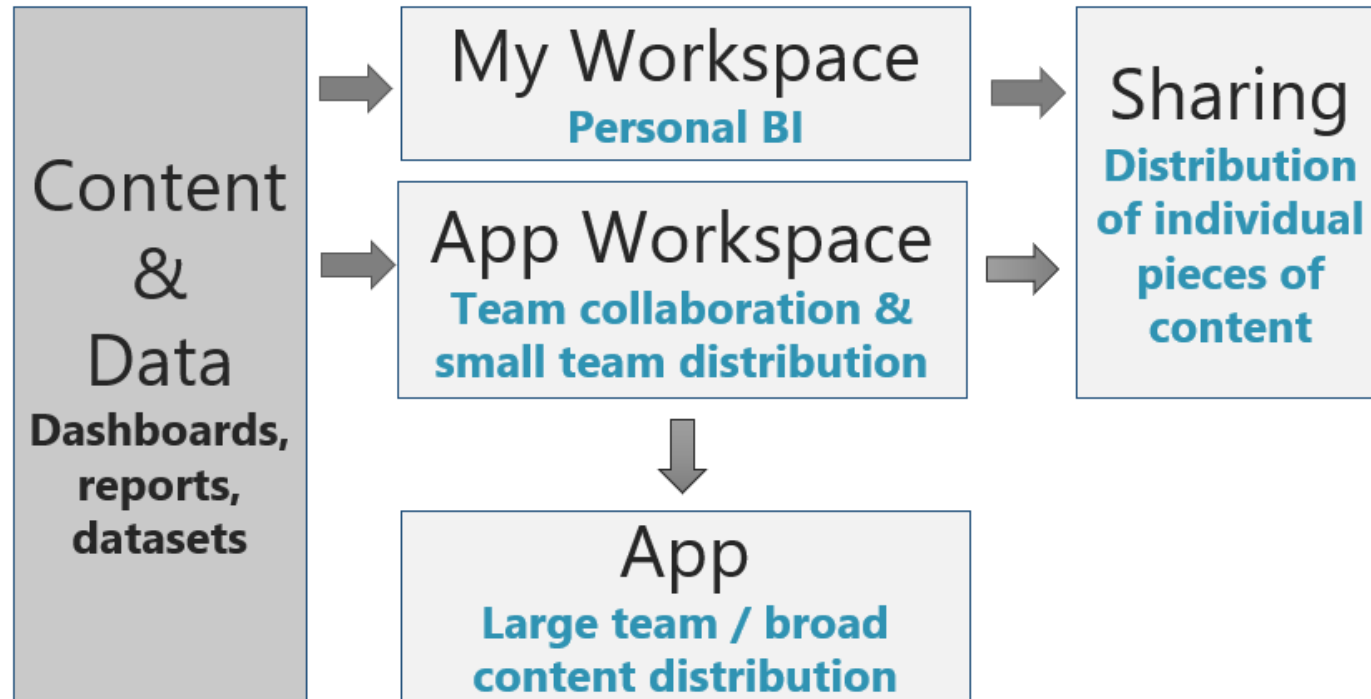 Content
&
Data
Dashboards,
reports,
datasets
My Workspace
Personal BI
App Workspace
Team collaboration &
small team distribution
App
Large team / broad
content distribution
Sharing
Distribution
of individual
pieces of
content